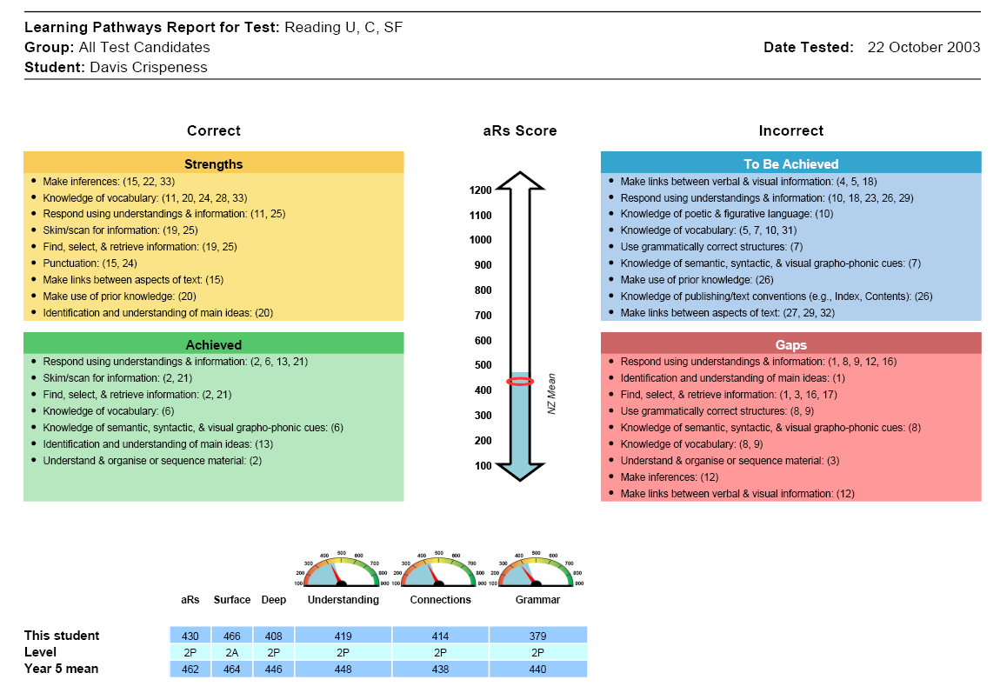 Learning Pathways Report for Test: Reading U, C, SF
Group: All Test Candidates
Date Tested: 22 October 2003
Student: Davis Crispeness
Correct
aRs Score
Incorrect
Strengths
• Make inferences: (15, 22, 33)
• Knowledge of vocabulary: (11, 20, 24, 28, 33)
• Respond using understandings & information: (11, 25)
• Skim/scan for information: (19, 25)
• Find, select, & retrieve information: (19, 25)
• Punctuation: (15, 24)
• Make links between aspects of text: (15)
• Make use of prior knowledge: (20)
• Identification and understanding of main ideas: (20)
Achieved
• Respond using understandings & information: (2, 6, 13, 21)
• Skim/scan for information: (2, 21)
• Find, select, & retrieve information: (2, 21)
• Knowledge of vocabulary: (6)
• Knowledge of semantic, syntactic, & visual grapho-phonic cues: (6)
• Identification and understanding of main ideas: (13)
• Understand & organise or sequence material: (2)
1200
1100
1000
900
800
700
600
500
400
300
200
100
NZ Mean
To Be Achieved
• Make links between verbal & visual information: (4, 5, 18)
• Respond using understandings & information: (10, 18, 23, 26, 29)
• Knowledge of poetic & figurative language: (10)
• Knowledge of vocabulary: (5, 7, 10, 31)
• Use grammatically correct structures: (7)
• Knowledge of semantic, syntactic, & visual grapho-phonic cues: (7)
• Make use of prior knowledge: (26)
• Knowledge of publishing/text conventions (e.g., Index, Contents): (26)
• Make links between aspects of text: (27, 29, 32)
Gaps
• Respond using understandings & information: (1, 8, 9, 12, 16)
• Identification and understanding of main ideas: (1)
• Find, select, & retrieve information: (1, 3, 16, 17)
• Use grammatically correct structures: (8, 9)
• Knowledge of semantic, syntactic, & visual grapho-phonic cues: (8)
• Knowledge of vocabulary: (8, 9)
• Understand & organise or sequence material: (3)
• Make inferences: (12)
• Make links between verbal & visual information: (12)
100 200 300 400 500 600 700 800 900
100 200 300 400 500 600 700 800 900
100 200 300 400 500 600 700 800 900
aRs Surface Deep Understanding Connections Grammar
This student 430 466 408 419 414 379
Level 2P 2A 2P 2P 2P 2P
Year 5 mean 462 464 446 448 438 440